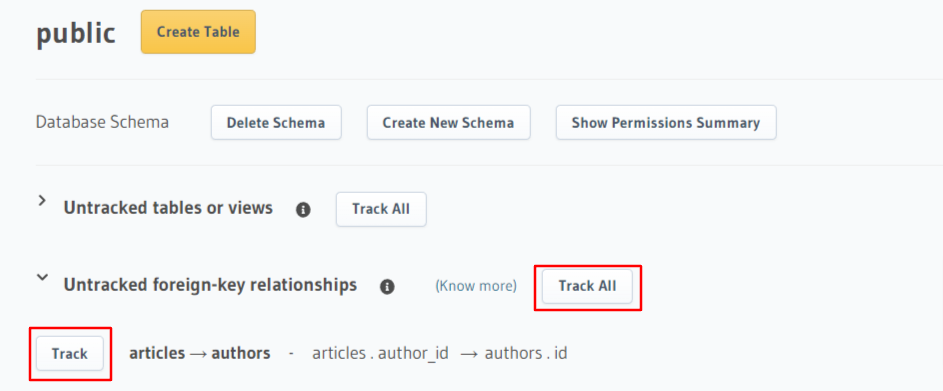 public Create Table
Database Schema Delete Schema Create New Schema Show Permissions Summary
Untracked tables or views Track All
Untracked foreign-key relationships (Know more) Track All
Track articles → authors - articles . author_id → authors . id